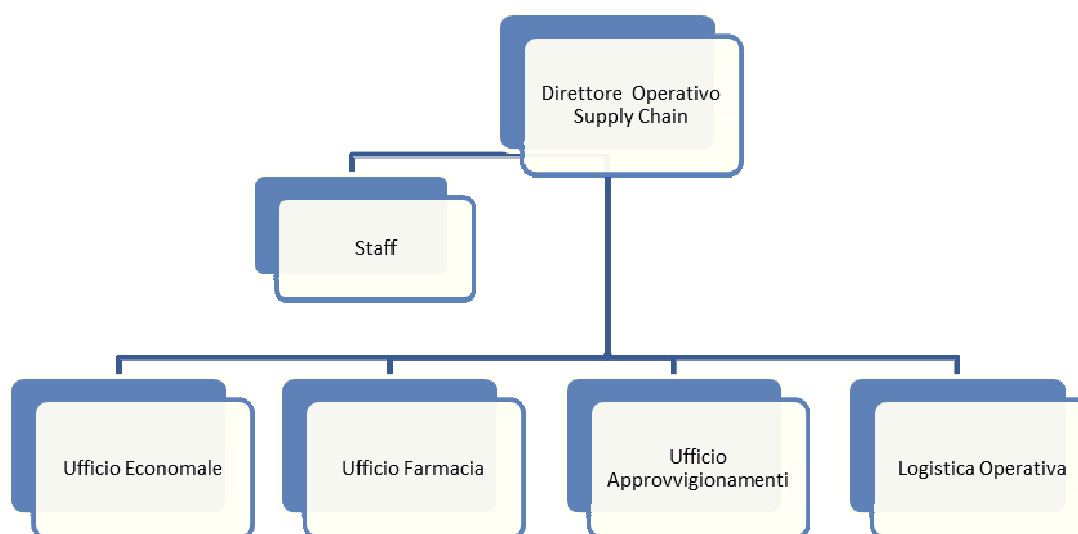 Direttore Operativo
Supply Chain
Staff
Ufficio Economale
Ufficio Farmacia
Ufficio
Approvvigionamenti
Logistica Operativa